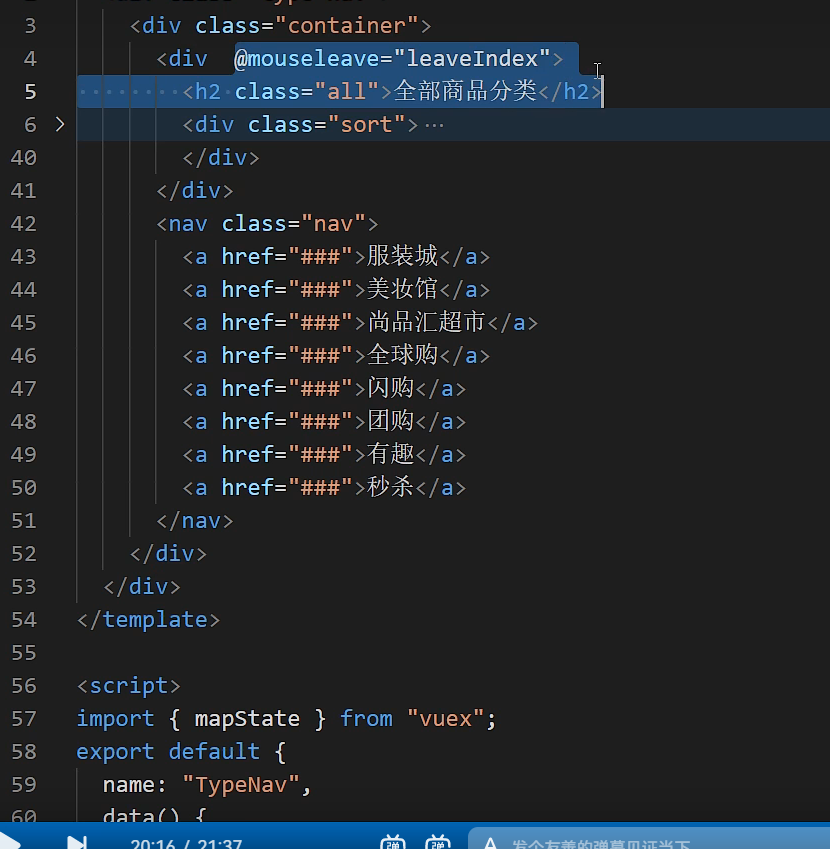 3 <div class="container">
4 <div @mouseleave="leaveIndex">
5 <h2 class="all">全部商品分类</h2>
6 <div class="sort">…
40 </div>
41 </div>
42 <nav class="nav">
43 <a href="###">服装城</a>
44 <a href="###">美妆馆</a>
45 <a href="###">尚品汇超市</a>
46 <a href="###">全球购</a>
47 <a href="###">闪购</a>
48 <a href="###">团购</a>
49 <a href="###">有趣</a>
50 <a href="###">秒杀</a>
51 </nav>
52 </div>
53 </div>
54 </template>
55
56 <script>
57 import { mapState } from "vuex";
58 export default {
59 name: "TypeNav",
60 data() {
20:16 / 21:37 弹 弹 A 发个友善的弹幕见证当下